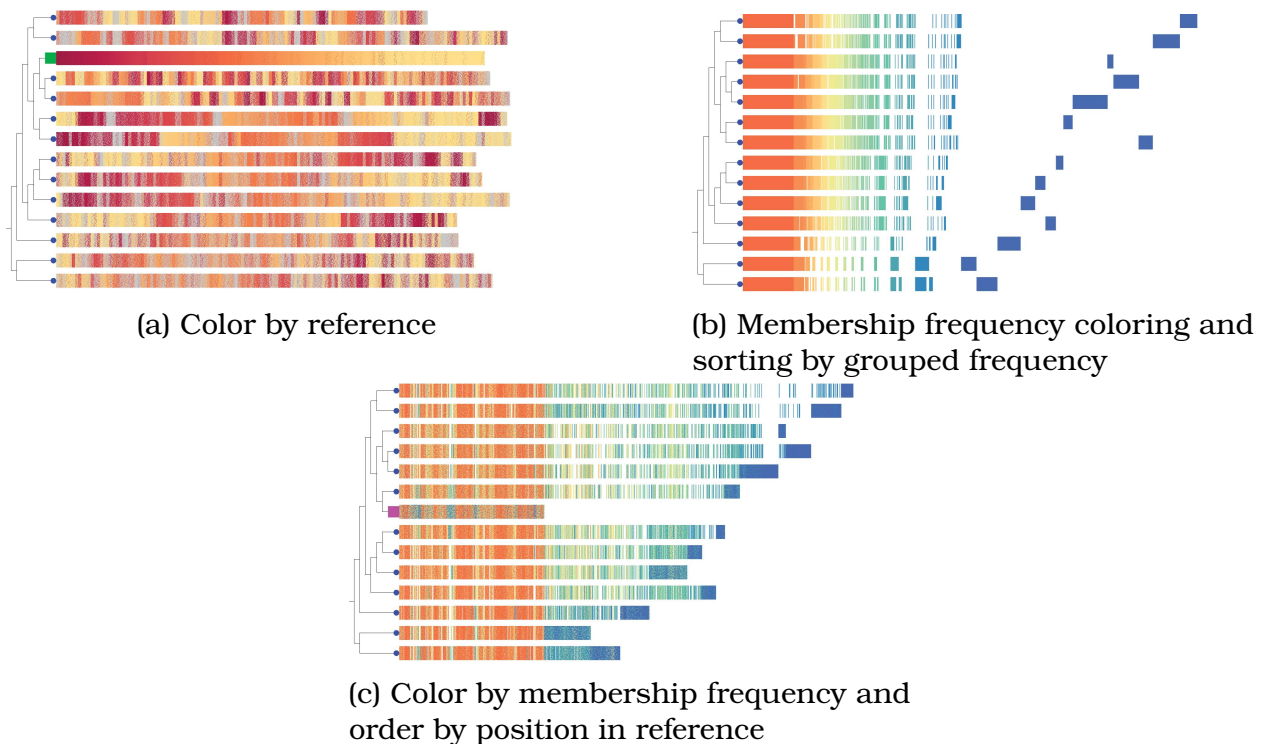 (a) Color by reference
(b) Membership frequency coloring and
sorting by grouped frequency
(c) Color by membership frequency and
order by position in reference